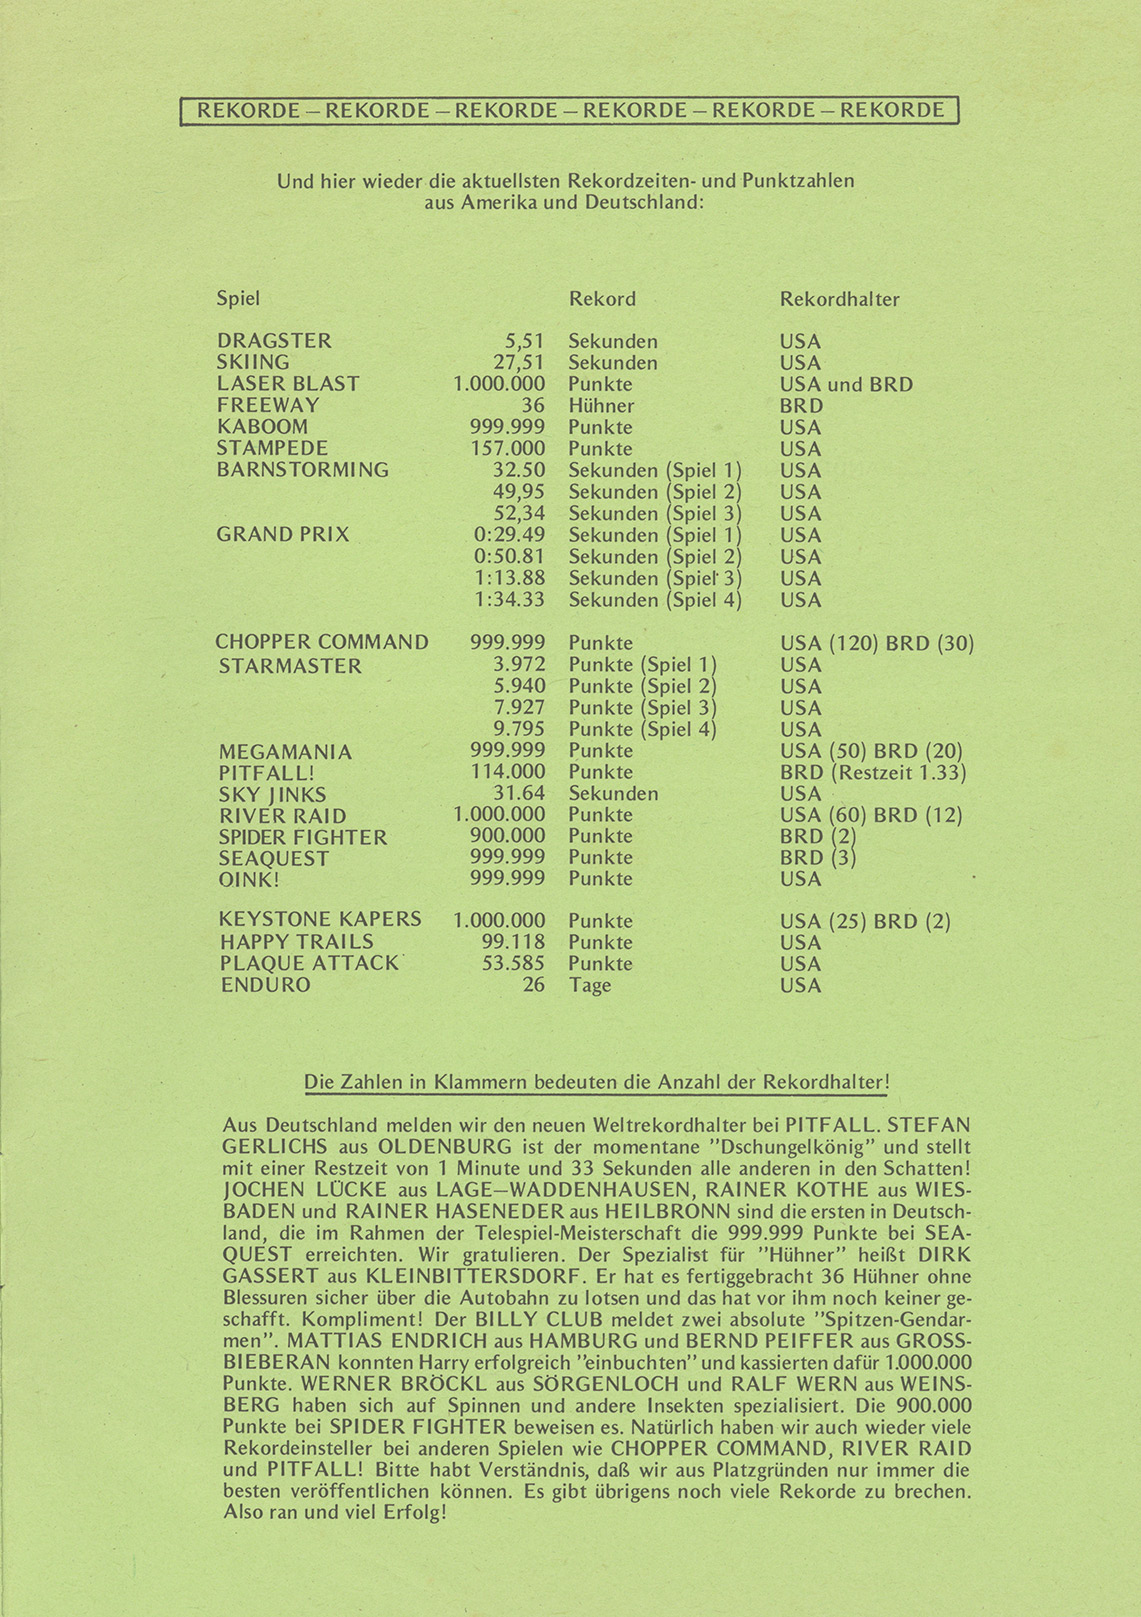 REKORDE – REKORDE – REKORDE – REKORDE – REKORDE – REKORDE
Und hier wieder die aktuellsten Rekordzeiten- und Punktzahlen
aus Amerika und Deutschland:
Spiel Rekord Rekordhalter
DRAGSTER 5,51 Sekunden USA
SKIING 27,51 Sekunden USA
LASER BLAST 1.000.000 Punkte USA und BRD
FREEWAY 36 Hühner BRD
KABOOM 999.999 Punkte USA
STAMPEDE 157.000 Punkte USA
BARNSTORMING 32.50 Sekunden (Spiel 1) USA
49,95 Sekunden (Spiel 2) USA
52,34 Sekunden (Spiel 3) USA
GRAND PRIX 0:29.49 Sekunden (Spiel 1) USA
0:50.81 Sekunden (Spiel 2) USA
1:13.88 Sekunden (Spiel 3) USA
1:34.33 Sekunden (Spiel 4) USA
CHOPPER COMMAND 999.999 Punkte USA (120) BRD (30)
STARMASTER 3.972 Punkte (Spiel 1) USA
5.940 Punkte (Spiel 2) USA
7.927 Punkte (Spiel 3) USA
9.795 Punkte (Spiel 4) USA
MEGAMANIA 999.999 Punkte USA (50) BRD (20)
PITFALL! 114.000 Punkte BRD (Restzeit 1.33)
SKY JINKS 31.64 Sekunden USA
RIVER RAID 1.000.000 Punkte USA (60) BRD (12)
SPIDER FIGHTER 900.000 Punkte BRD (2)
SEAQUEST 999.999 Punkte BRD (3)
OINK! 999.999 Punkte USA
KEYSTONE KAPERS 1.000.000 Punkte USA (25) BRD (2)
HAPPY TRAILS 99.118 Punkte USA
PLAQUE ATTACK 53.585 Punkte USA
ENDURO 26 Tage USA
Die Zahlen in Klammern bedeuten die Anzahl der Rekordhalter!
Aus Deutschland melden wir den neuen Weltrekordhalter bei PITFALL. STEFAN
GERLICHS aus OLDENBURG ist der momentane "Dschungelkönig" und stellt
mit einer Restzeit von 1 Minute und 33 Sekunden alle anderen in den Schatten!
JOCHEN LÜCKE aus LAGE–WADDENHAUSEN, RAINER KOTHE aus WIES-
BADEN und RAINER HASENEDER aus HEILBRONN sind die ersten in Deutsch-
land, die im Rahmen der Telespiel-Meisterschaft die 999.999 Punkte bei SEA-
QUEST erreichten. Wir gratulieren. Der Spezialist für "Hühner" heißt DIRK
GASSERT aus KLEINBITTERSDORF. Er hat es fertiggebracht 36 Hühner ohne
Blessuren sicher über die Autobahn zu lotsen und das hat vor ihm noch keiner ge-
schafft. Kompliment! Der BILLY CLUB meldet zwei absolute "Spitzen-Gendar-
men". MATTIAS ENDRICH aus HAMBURG und BERND PEIFFER aus GROSS-
BIEBERAN konnten Harry erfolgreich "einbuchten" und kassierten dafür 1.000.000
Punkte. WERNER BRÖCKL aus SÖRGENLOCH und RALF WERN aus WEINS-
BERG haben sich auf Spinnen und andere Insekten spezialisiert. Die 900.000
Punkte bei SPIDER FIGHTER beweisen es. Natürlich haben wir auch wieder viele
Rekordeinsteller bei anderen Spielen wie CHOPPER COMMAND, RIVER RAID
und PITFALL! Bitte habt Verständnis, daß wir aus Platzgründen nur immer die
besten veröffentlichen können. Es gibt übrigens noch viele Rekorde zu brechen.
Also ran und viel Erfolg!